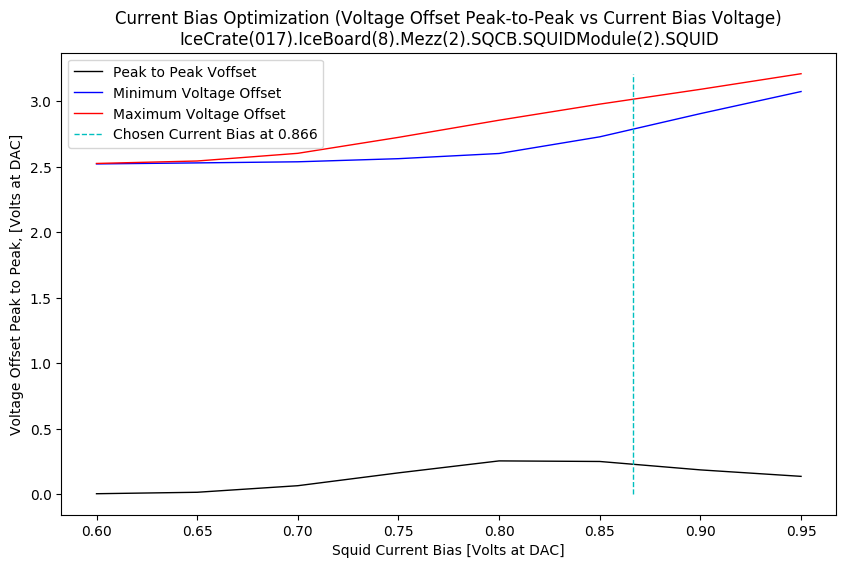 Current Bias Optimization (Voltage Offset Peak-to-Peak vs Current Bias Voltage)
IceCrate(017).IceBoard(8).Mezz(2).SQCB.SQUIDModule(2).SQUID
Peak to Peak Voffset
Minimum Voltage Offset
Maximum Voltage Offset
Chosen Current Bias at 0.866
Voltage Offset Peak to Peak, [Volts at DAC]
3.0
2.5
2.0
1.5
1.0
0.5
0.0
0.60 0.65 0.70 0.75 0.80 0.85 0.90 0.95
Squid Current Bias [Volts at DAC]